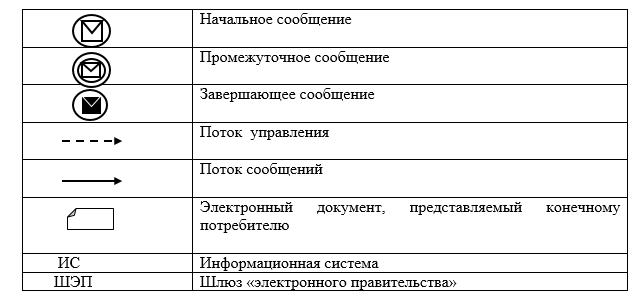 Начальное сообщение
Промежуточное сообщение
Завершающее сообщение
Поток управления
Поток сообщений
Электронный документ, представляемый конечному
потребителю
ИС Информационная система
ШЭП Шлюз «электронного правительства»